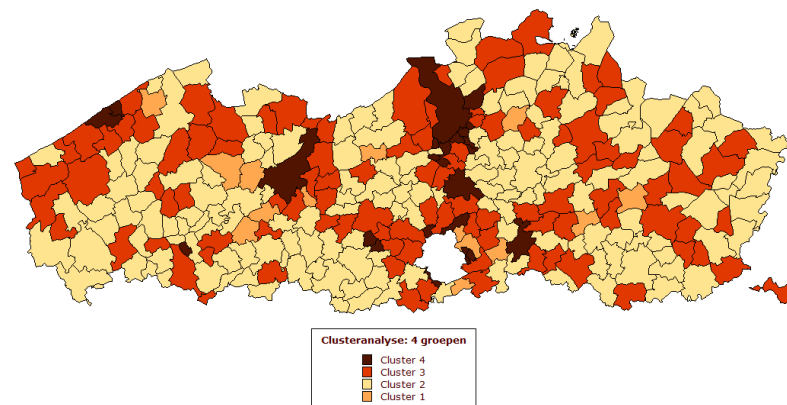 Clusteranalyse: 4 groepen
Cluster 4
Cluster 3
Cluster 2
Cluster 1